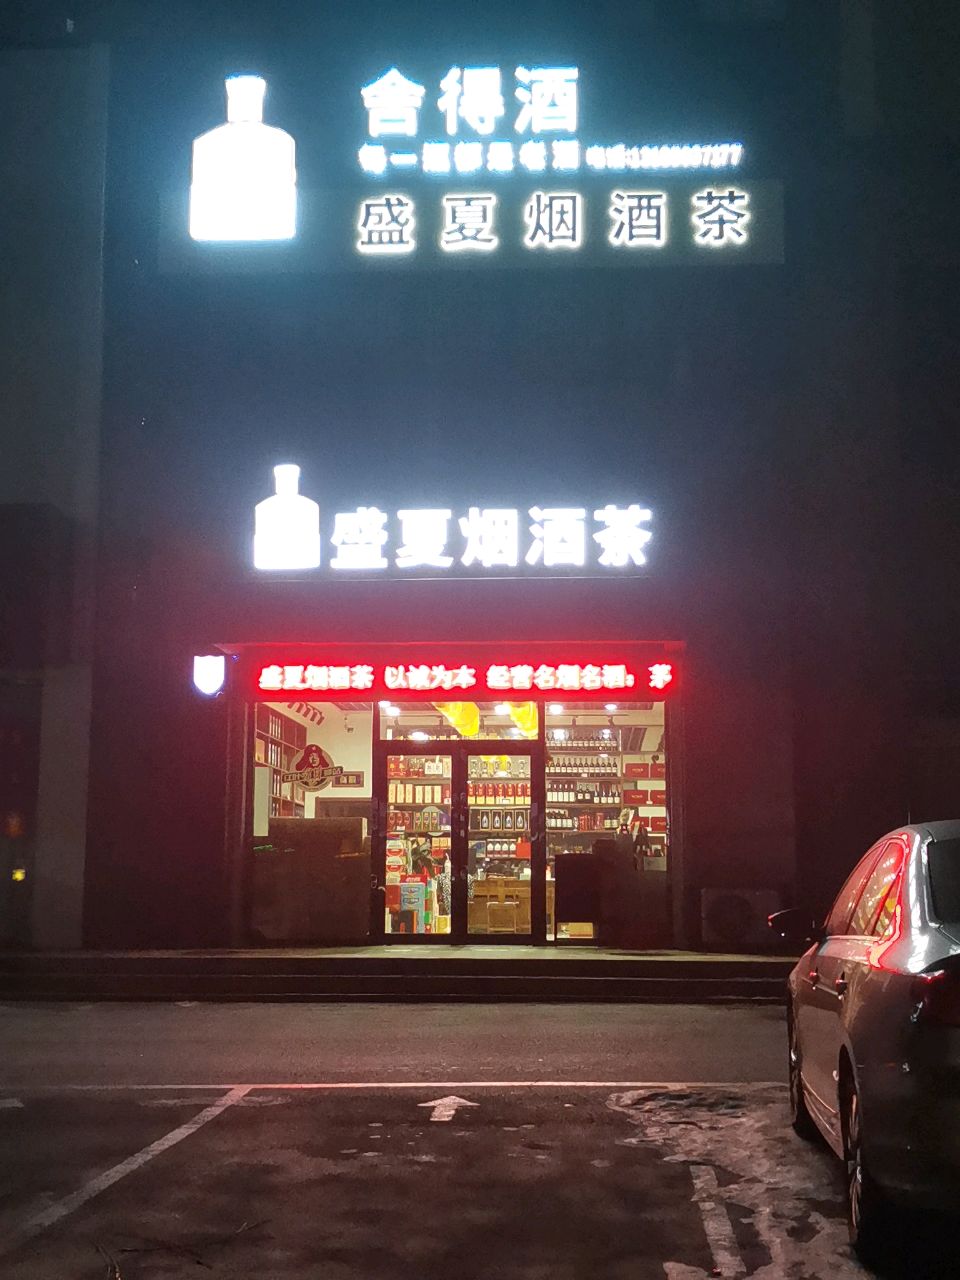 舍得酒
每一瓶都是老酒
盛夏烟酒茶
盛夏烟酒茶
盛夏烟酒茶 以诚为本 经营名烟名酒：茅